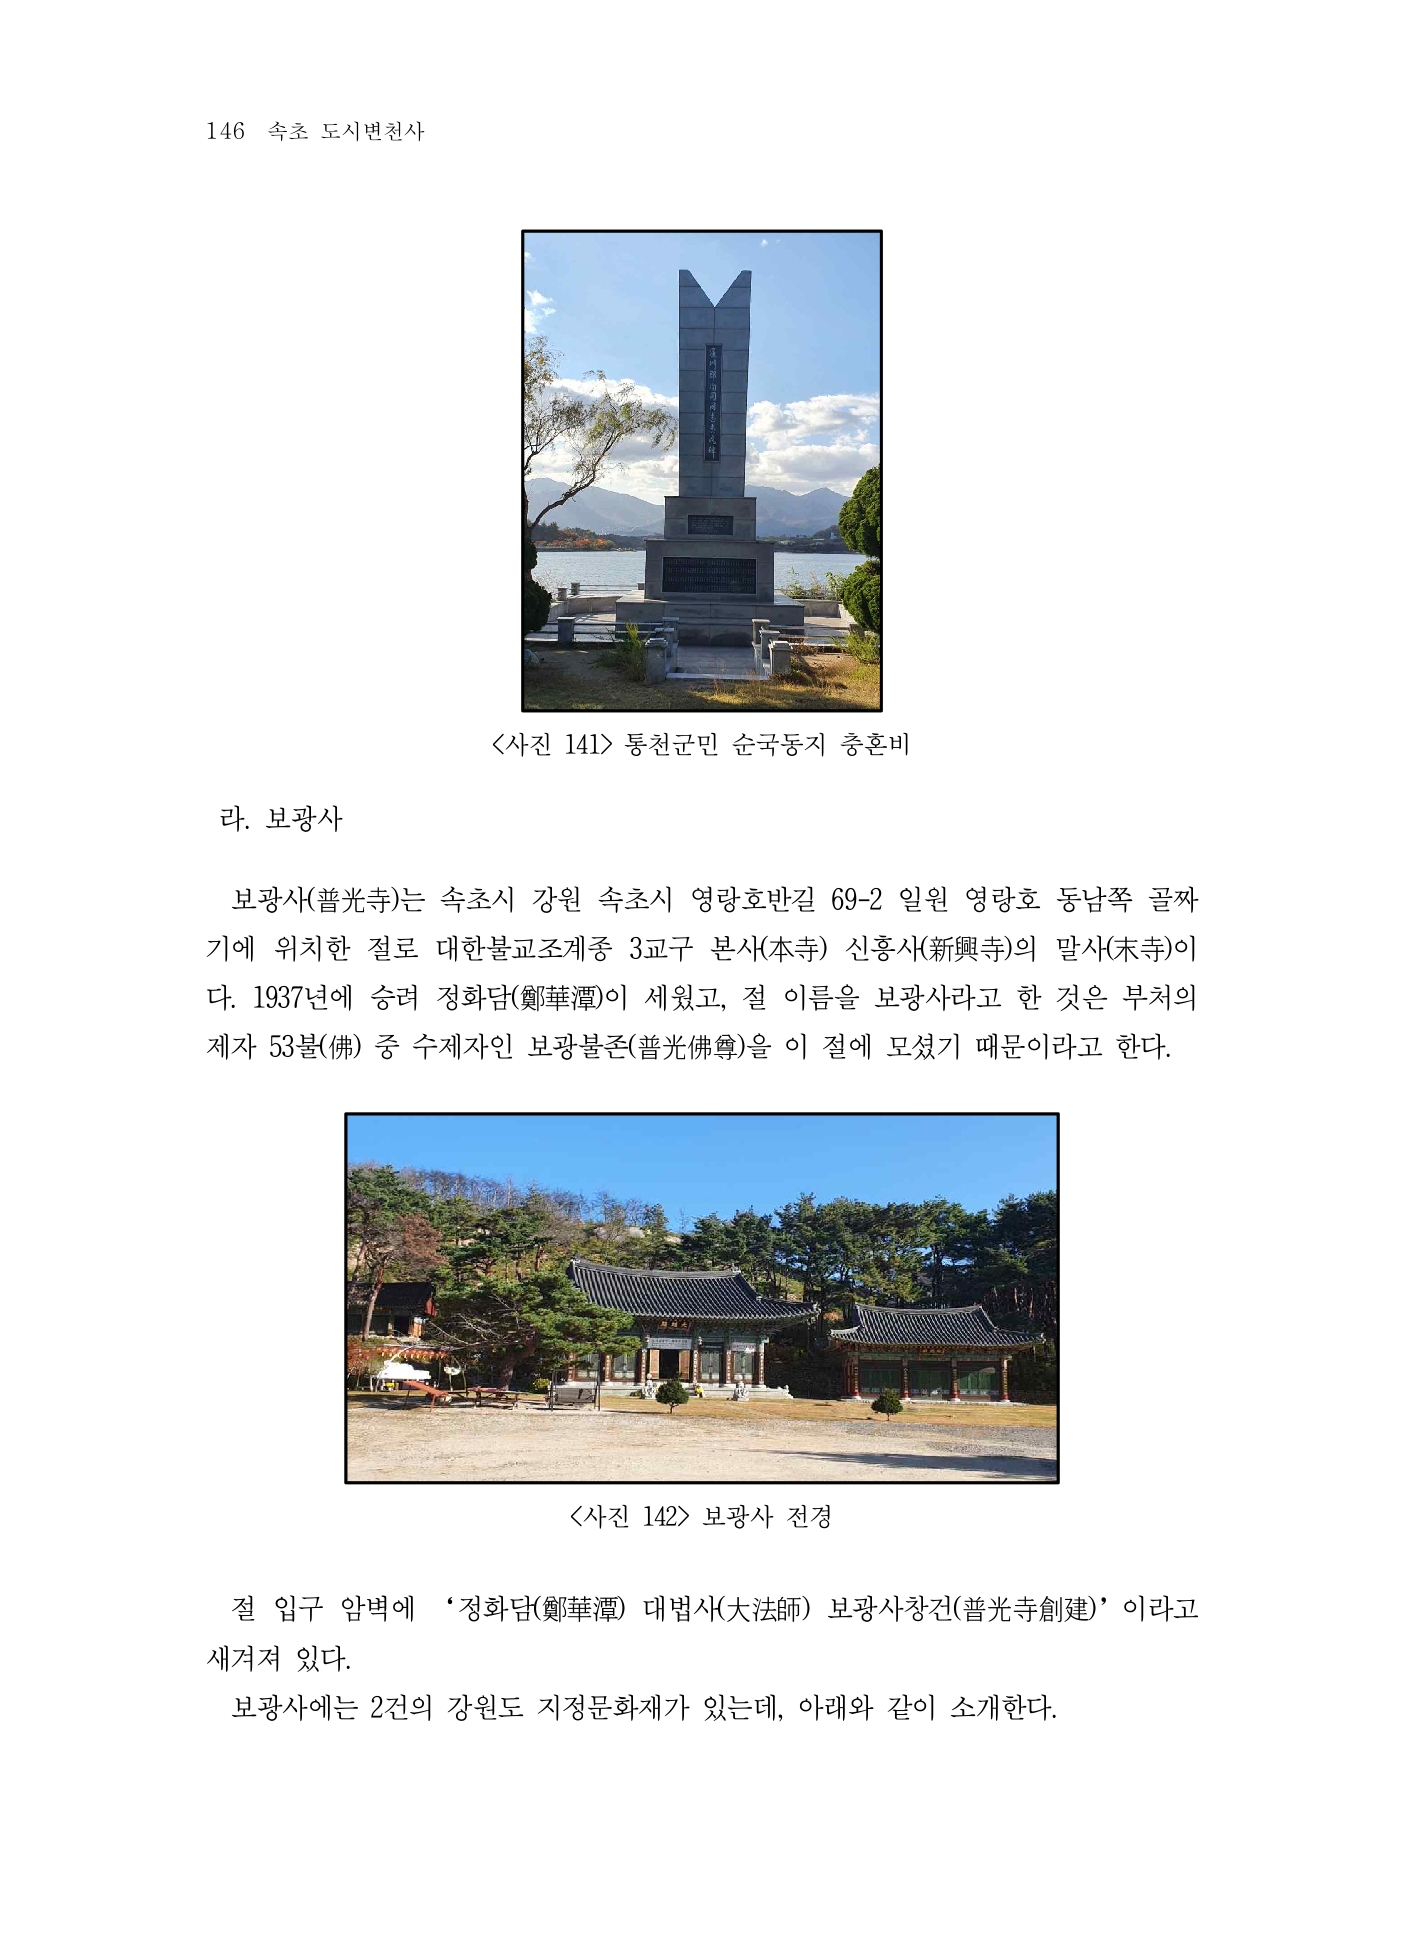 146 속초 도시변천사
<사진 141> 통천군민 순국동지 충혼비
라. 보광사
보광사(普光寺)는 속초시 강원 속초시 영랑호반길 69-2 일원 영랑호 동남쪽 골짜
기에 위치한 절로 대한불교조계종 3교구 본사(本寺) 신흥사(新興寺)의 말사(末寺)이
다. 1937년에 승려 정화담(鄭華潭)이 세웠고, 절 이름을 보광사라고 한 것은 부처의
제자 53불(佛) 중 수제자인 보광불존(普光佛尊)을 이 절에 모셨기 때문이라고 한다.
<사진 142> 보광사 전경
절 입구 암벽에 ‘정화담(鄭華潭) 대법사(大法師) 보광사창건(普光寺創建)’이라고
새겨져 있다.
보광사에는 2건의 강원도 지정문화재가 있는데, 아래와 같이 소개한다.